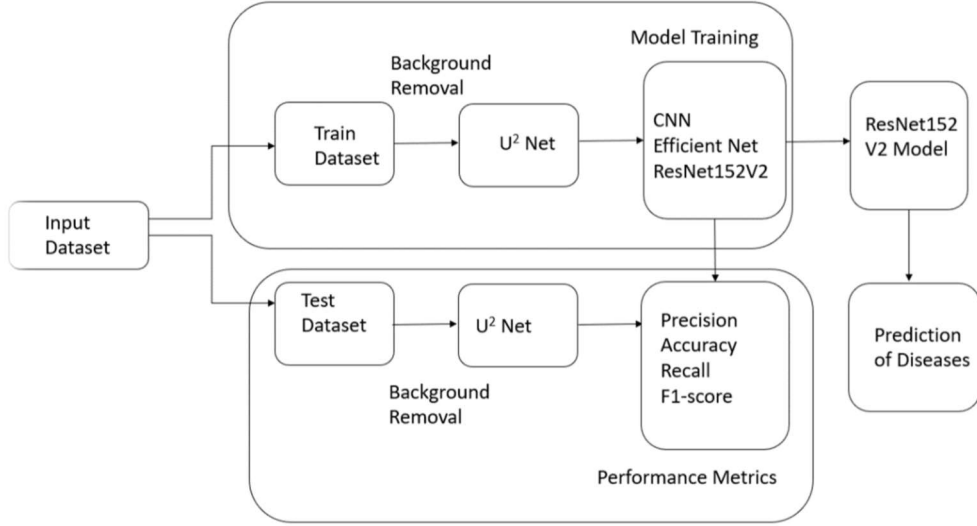 Model Training
Background
Removal
Train
Dataset
U² Net
CNN
Efficient Net
ResNet152V2
ResNet152
V2 Model
Input
Dataset
Test
Dataset
U² Net
Background
Removal
Precision
Accuracy
Recall
F1-score
Prediction
of Diseases
Performance Metrics